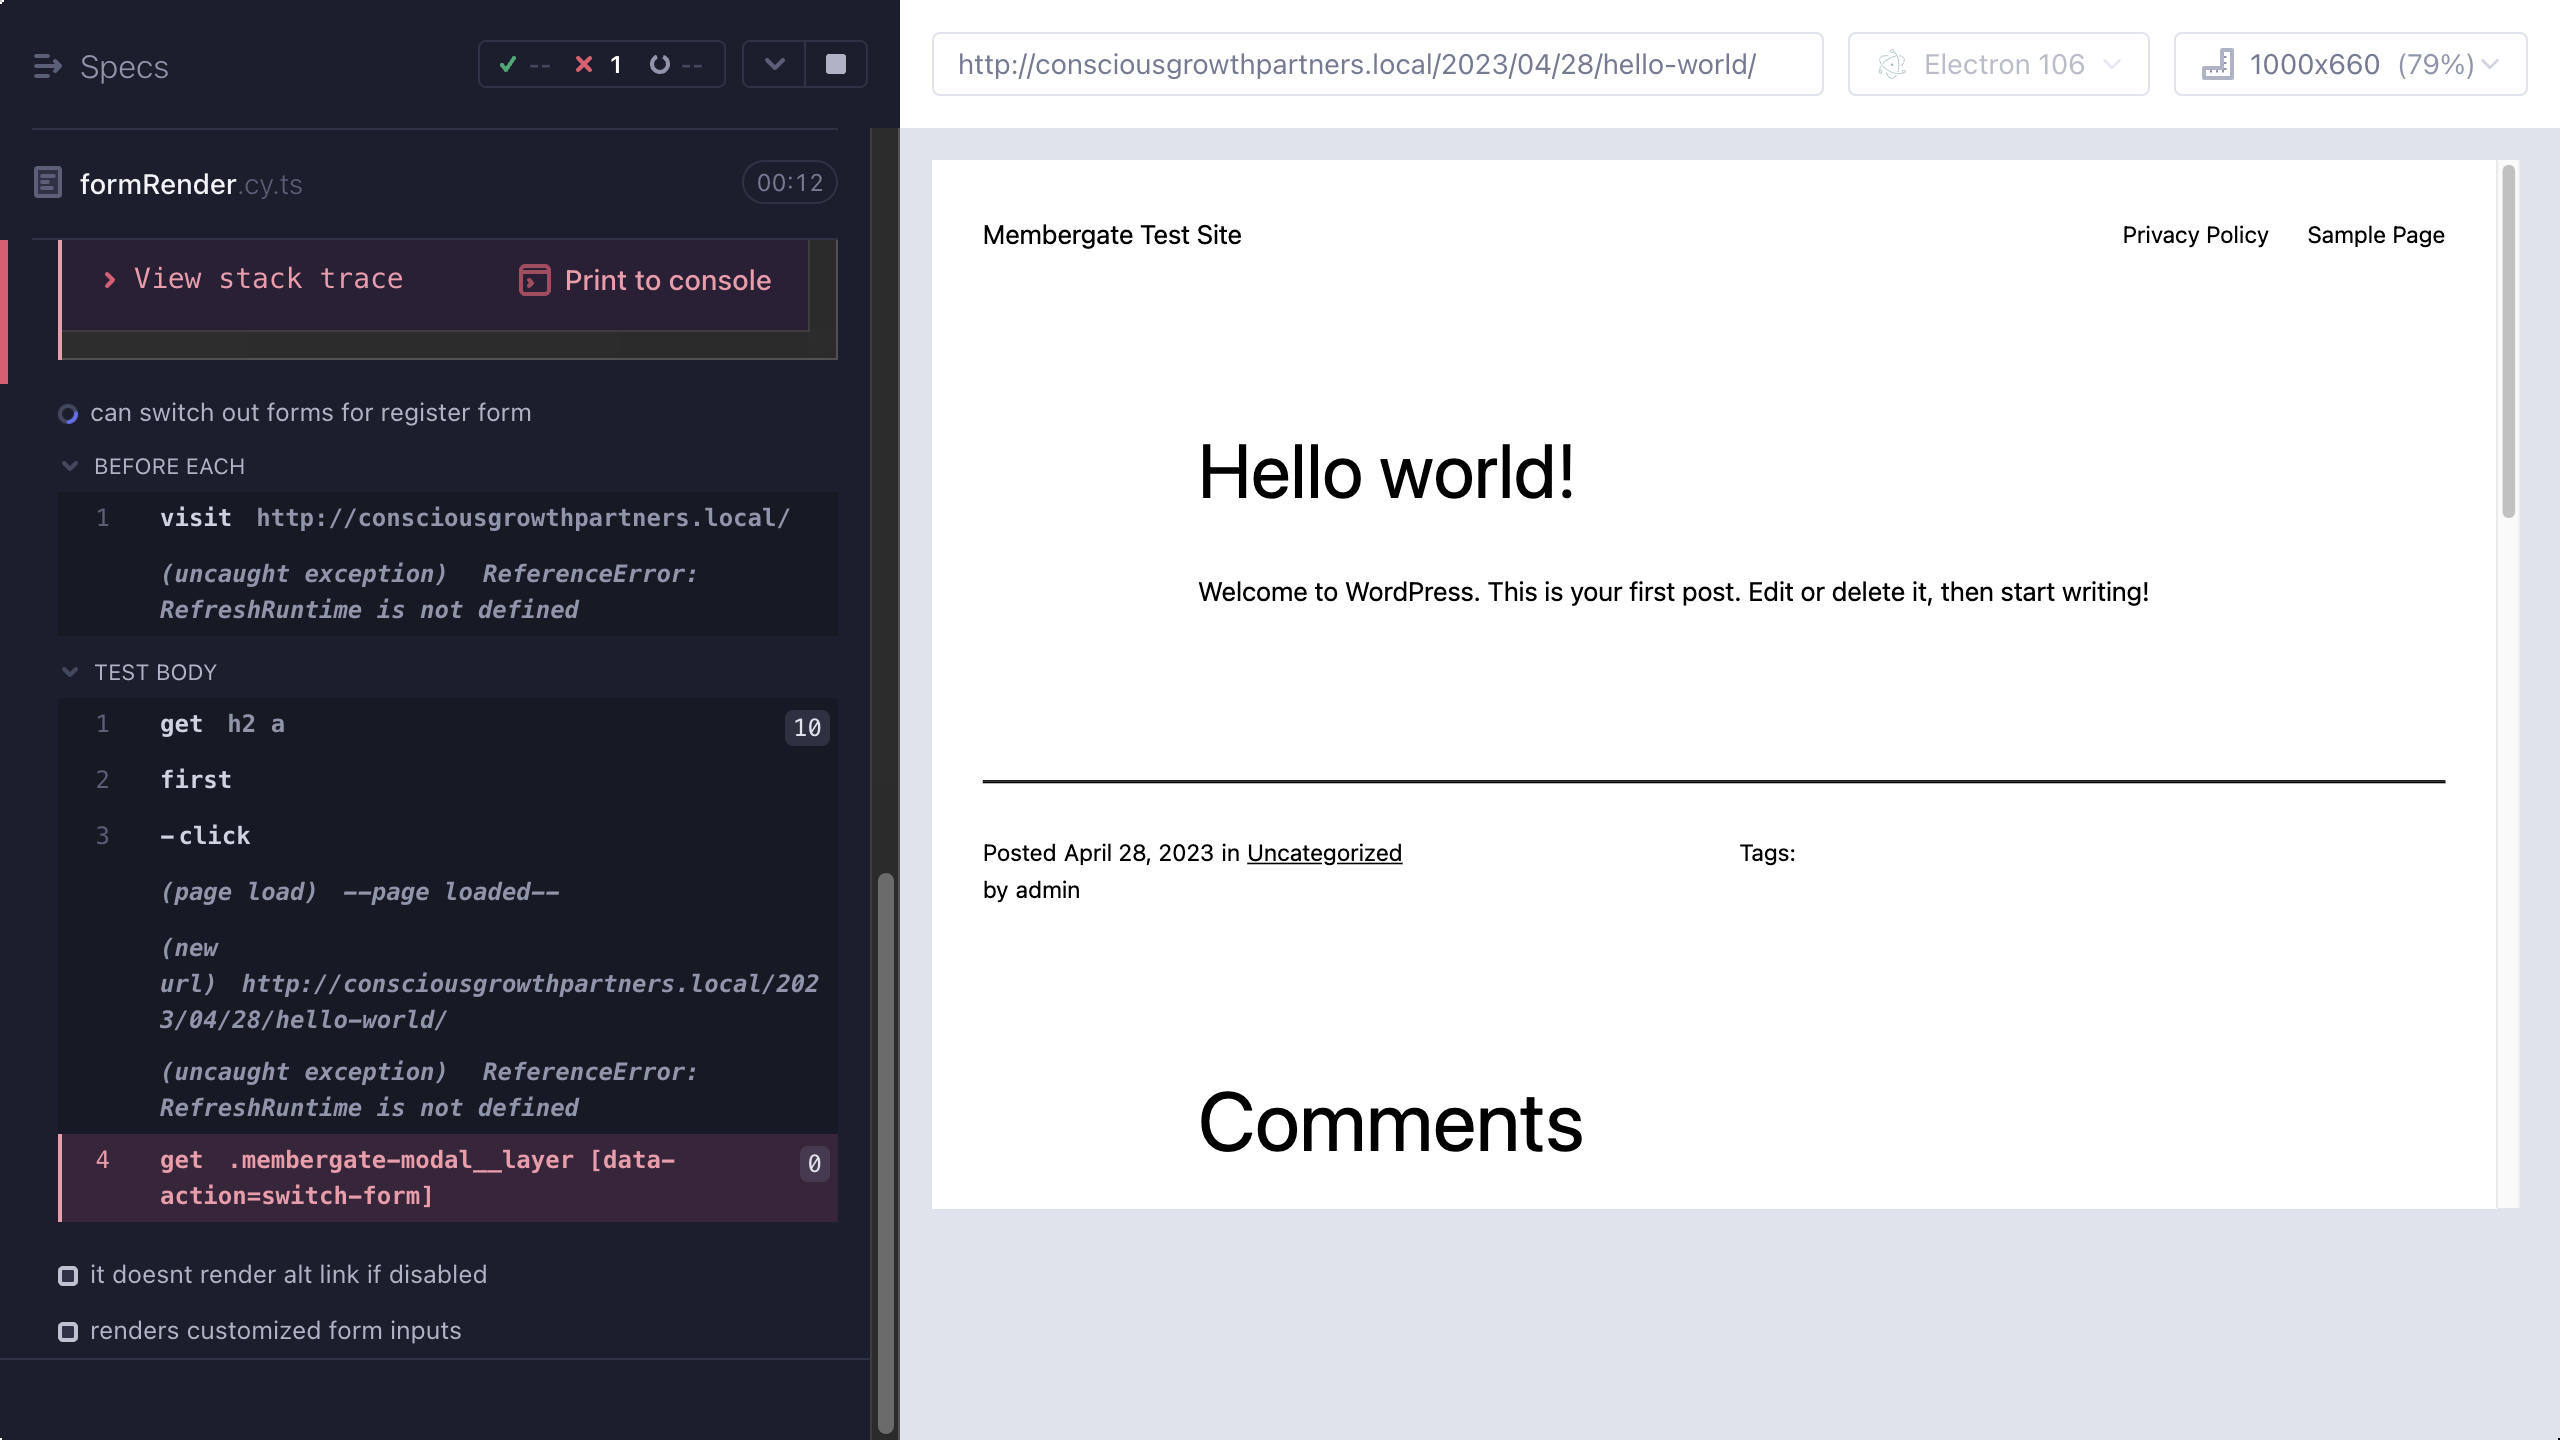 Specs
-- 1 --
formRender.cy.ts
00:12
View stack trace
Print to console
can switch out forms for register form
BEFORE EACH
1 visit http://consciousgrowthpartners.local/
(uncaught exception) ReferenceError:
RefreshRuntime is not defined
TEST BODY
1 get h2 a 10
2 first
3 -click
(page load) --page loaded--
(new
url) http://consciousgrowthpartners.local/202
3/04/28/hello-world/
(uncaught exception) ReferenceError:
RefreshRuntime is not defined
4 get .membergate-modal__layer [data-
action=switch-form] 0
it doesnt render alt link if disabled
renders customized form inputs
http://consciousgrowthpartners.local/2023/04/28/hello-world/
Electron 106
1000x660 (79%)
Membergate Test Site
Privacy Policy Sample Page
Hello world!
Welcome to WordPress. This is your first post. Edit or delete it, then start writing!
Posted April 28, 2023 in Uncategorized
by admin
Tags:
Comments